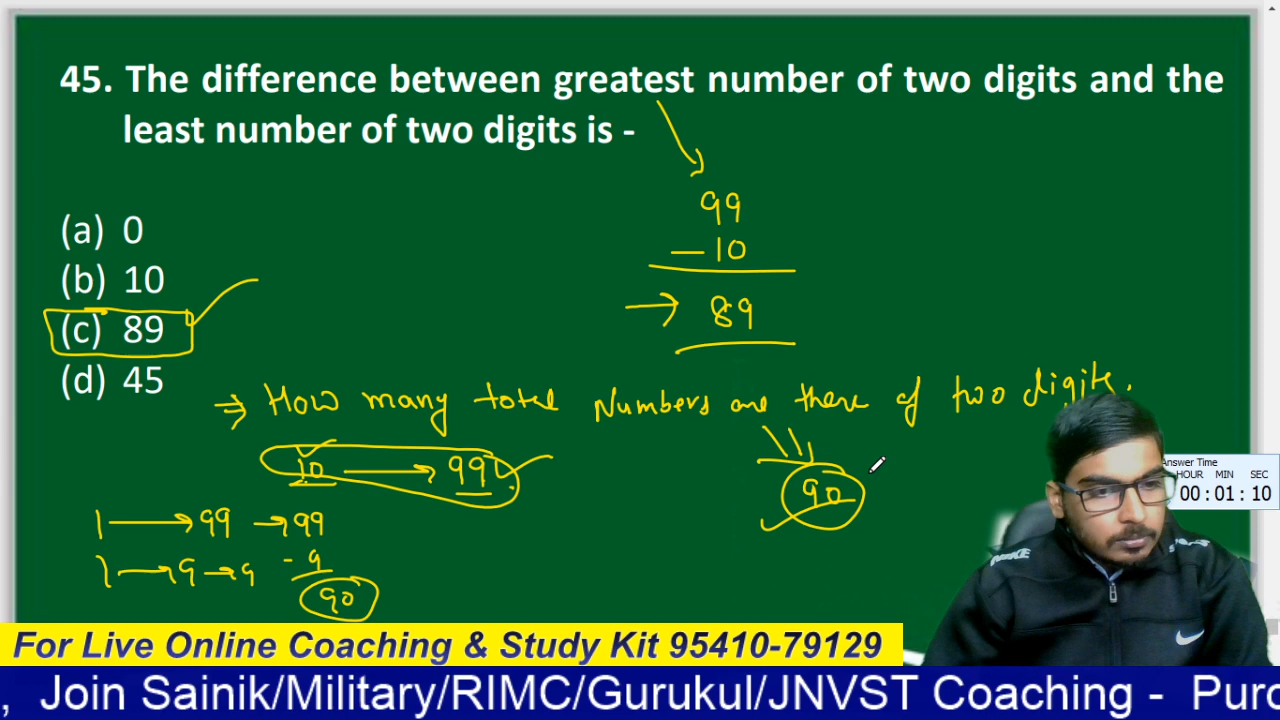 45. The difference between greatest number of two digits and the
least number of two digits is -
99
- 10
(a) 0
(b) 10
→ 89
(c) 89
(d) 45
⇒ How many total Numbers are there of two digits.
10 → 99
90
1 → 99 → 99
1 → 9 → 9 - 9
90
Answer Time
HOUR MIN SEC
00:01:10
NIKE
For Live Online Coaching & Study Kit 95410-79129
, Join Sainik/Military/RIMC/Gurukul/JNVST Coaching -